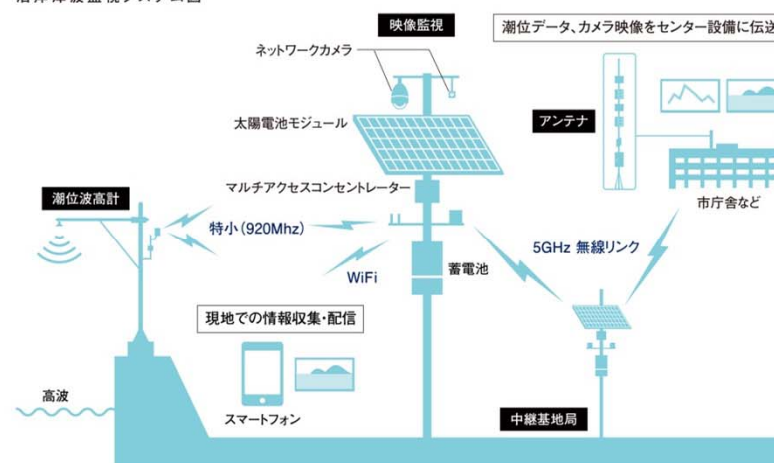 映像監視
潮位データ、カメラ映像をセンター設備に伝送
ネットワークカメラ
太陽電池モジュール
アンテナ
マルチアクセスコンセントレーター
潮位波高計
特小(920Mhz)
市庁舎など
5GHz 無線リンク
WiFi
蓄電池
現地での情報収集・配信
高波
スマートフォン
中継基地局